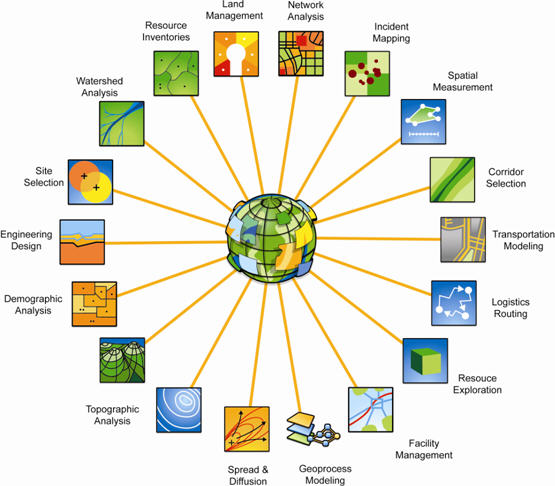 Land
Management
Network
Analysis
Resource
Inventories
Incident
Mapping
Watershed
Analysis
Spatial
Measurement
Site
Selection
Corridor
Selection
Engineering
Design
Transportation
Modeling
Demographic
Analysis
Logistics
Routing
Topographic
Analysis
Resouce
Exploration
Spread &
Diffusion
Geoprocess
Modeling
Facility
Management